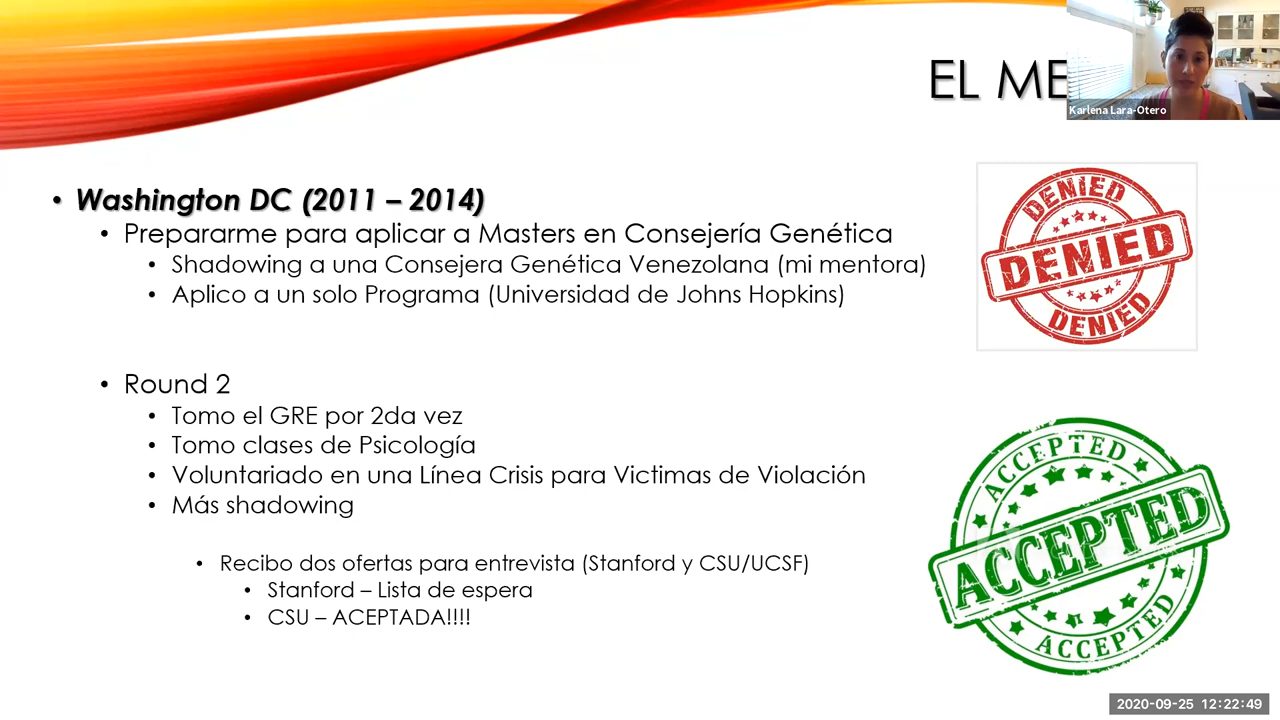 EL ME
Karlena Lara-Otero
• Washington DC (2011 – 2014)
• Prepararme para aplicar a Masters en Consejería Genética
• Shadowing a una Consejera Genética Venezolana (mi mentora)
• Aplico a un solo Programa (Universidad de Johns Hopkins)
DENIED
DENIED
DENIED
• Round 2
• Tomo el GRE por 2da vez
• Tomo clases de Psicología
• Voluntariado en una Línea Crisis para Victimas de Violación
• Más shadowing
• Recibo dos ofertas para entrevista (Stanford y CSU/UCSF)
• Stanford – Lista de espera
• CSU – ACEPTADA!!!!
ACCEPTED
ACCEPTED
ACCEPTED
2020-09-25 12:22:49